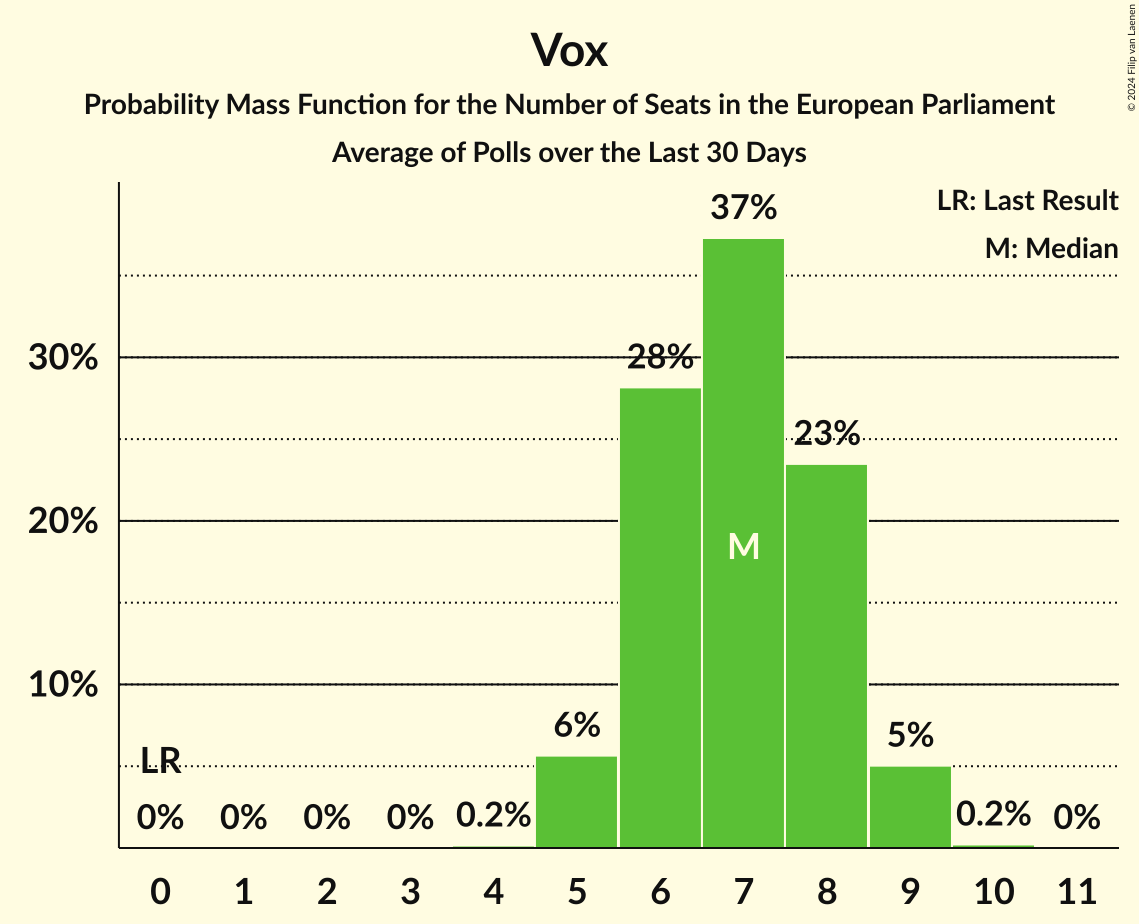 Vox
Probability Mass Function for the Number of Seats in the European Parliament
Average of Polls over the Last 30 Days
© 2024 Filip van Laenen
LR: Last Result
M: Median
30%
20%
10%
LR
0%
0%
0%
0%
0.2%
6%
28%
37%
M
23%
5%
0.2%
0%
0 1 2 3 4 5 6 7 8 9 10 11